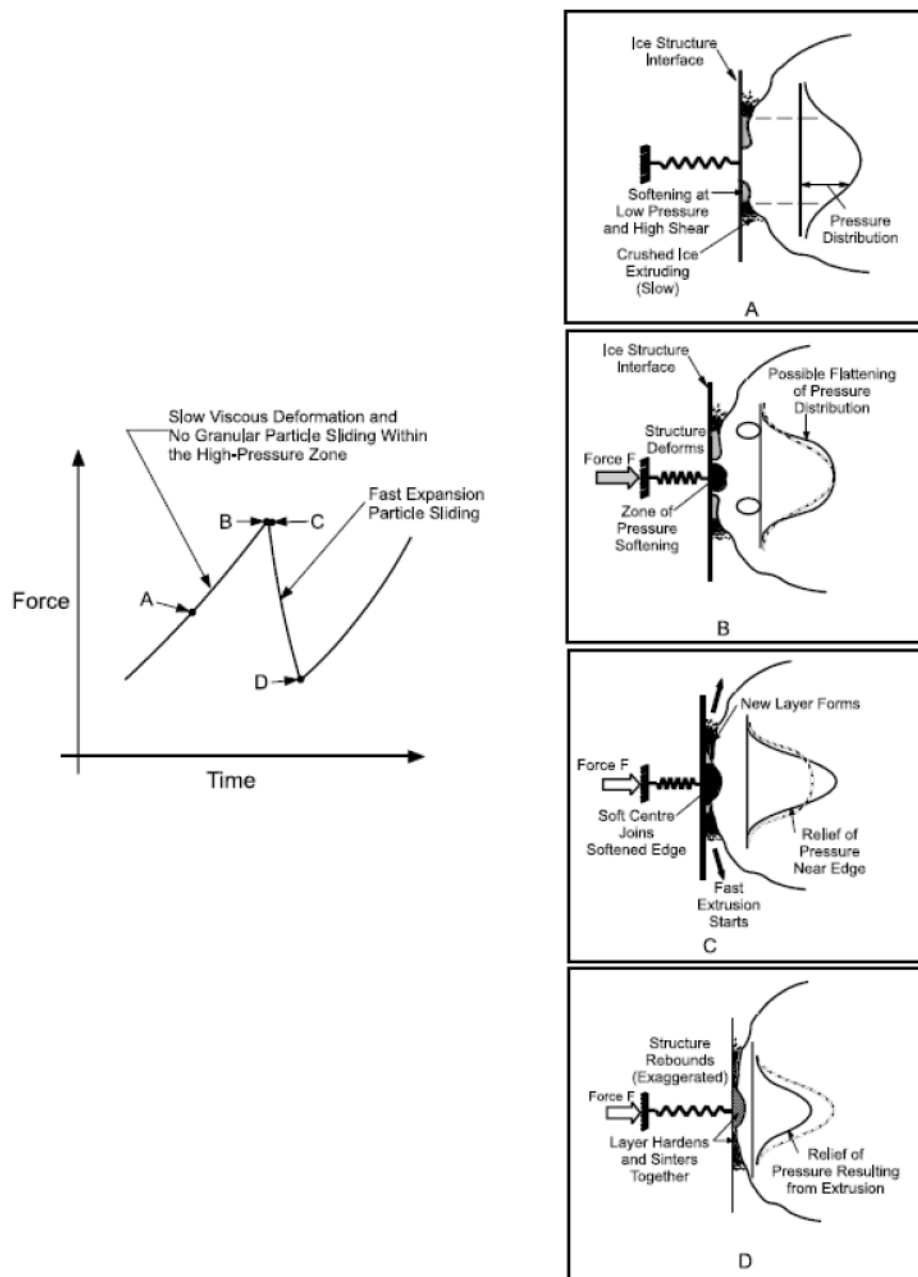 Slow Viscous Deformation and
No Granular Particle Sliding Within
the High-Pressure Zone
B
C
Fast Expansion
Particle Sliding
A
Force
D
Time
Ice Structure
Interface
Softening at
Low Pressure
and High Shear
Pressure
Distribution
Crushed Ice
Extruding
(Slow)
A
Ice Structure
Interface
Possible Flattening
of Pressure
Distribution
Structure
Deforms
Force F
Zone of
Pressure
Softening
B
New Layer Forms
Force F
Soft Centre
Joins
Softened Edge
Relief of
Pressure
Near Edge
Fast
Extrusion
Starts
C
Structure
Rebounds
(Exaggerated)
Force F
Layer Hardens
and Sinters
Together
Relief of
Pressure Resulting
from Extrusion
D